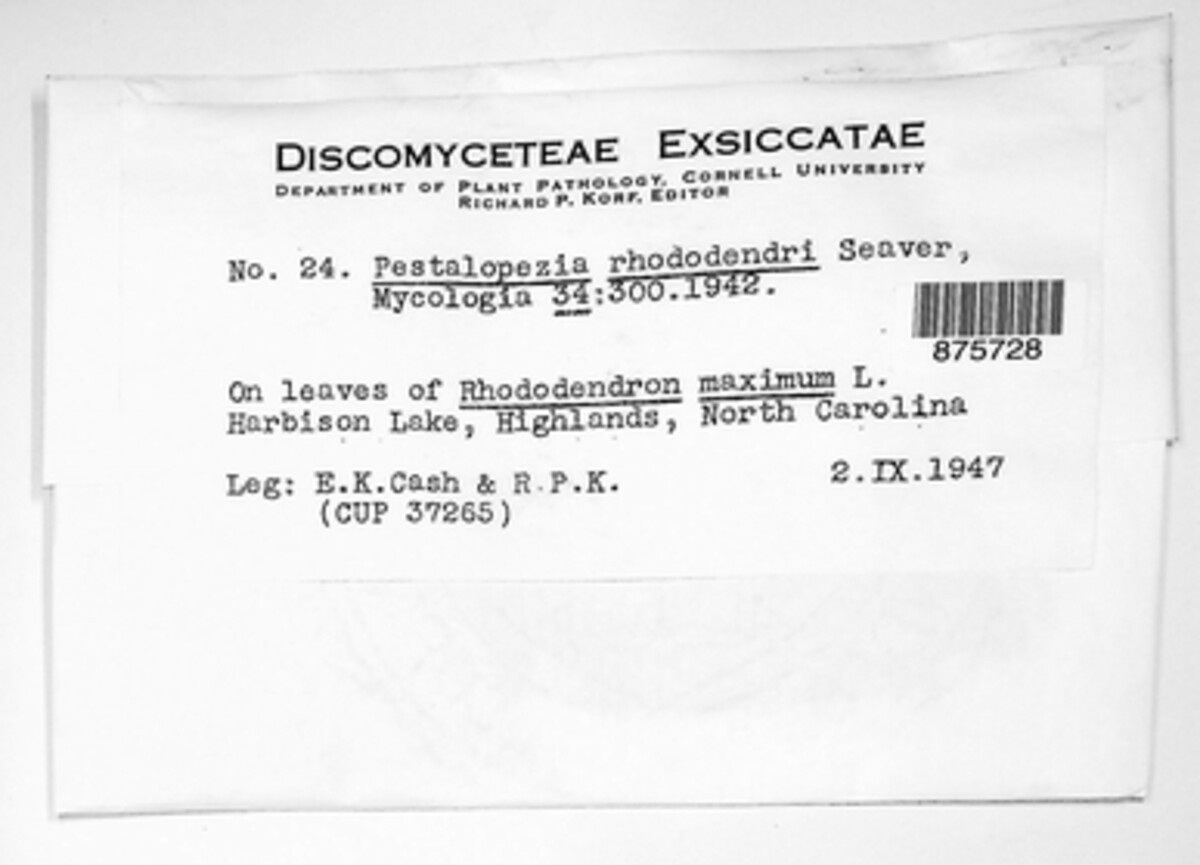 DISCOMYCETEAE EXSICCATAE
DEPARTMENT OF PLANT PATHOLOGY, CORNELL UNIVERSITY
RICHARD P. KORF, EDITOR
No. 24. Pestalopezia rhododendri Seaver,
Mycologia 34:300.1942.
875728
On leaves of Rhododendron maximum L.
Harbison Lake, Highlands, North Carolina
Leg: E.K.Cash & R.P.K. 2.IX.1947
(CUP 37265)